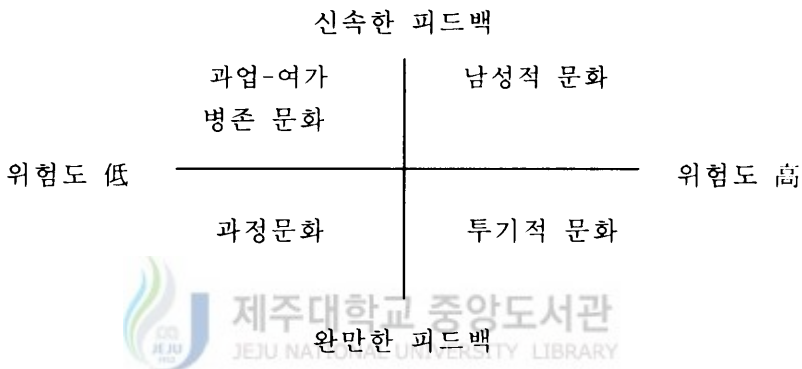 신속한 피드백
과업-여가 남성적 문화
병존 문화
위험도 低 위험도 高
과정문화 투기적 문화
제주대학교 중앙도서관
JEJU NATIONAL UNIVERSITY LIBRARY
완만한 피드백
JEJU
1952